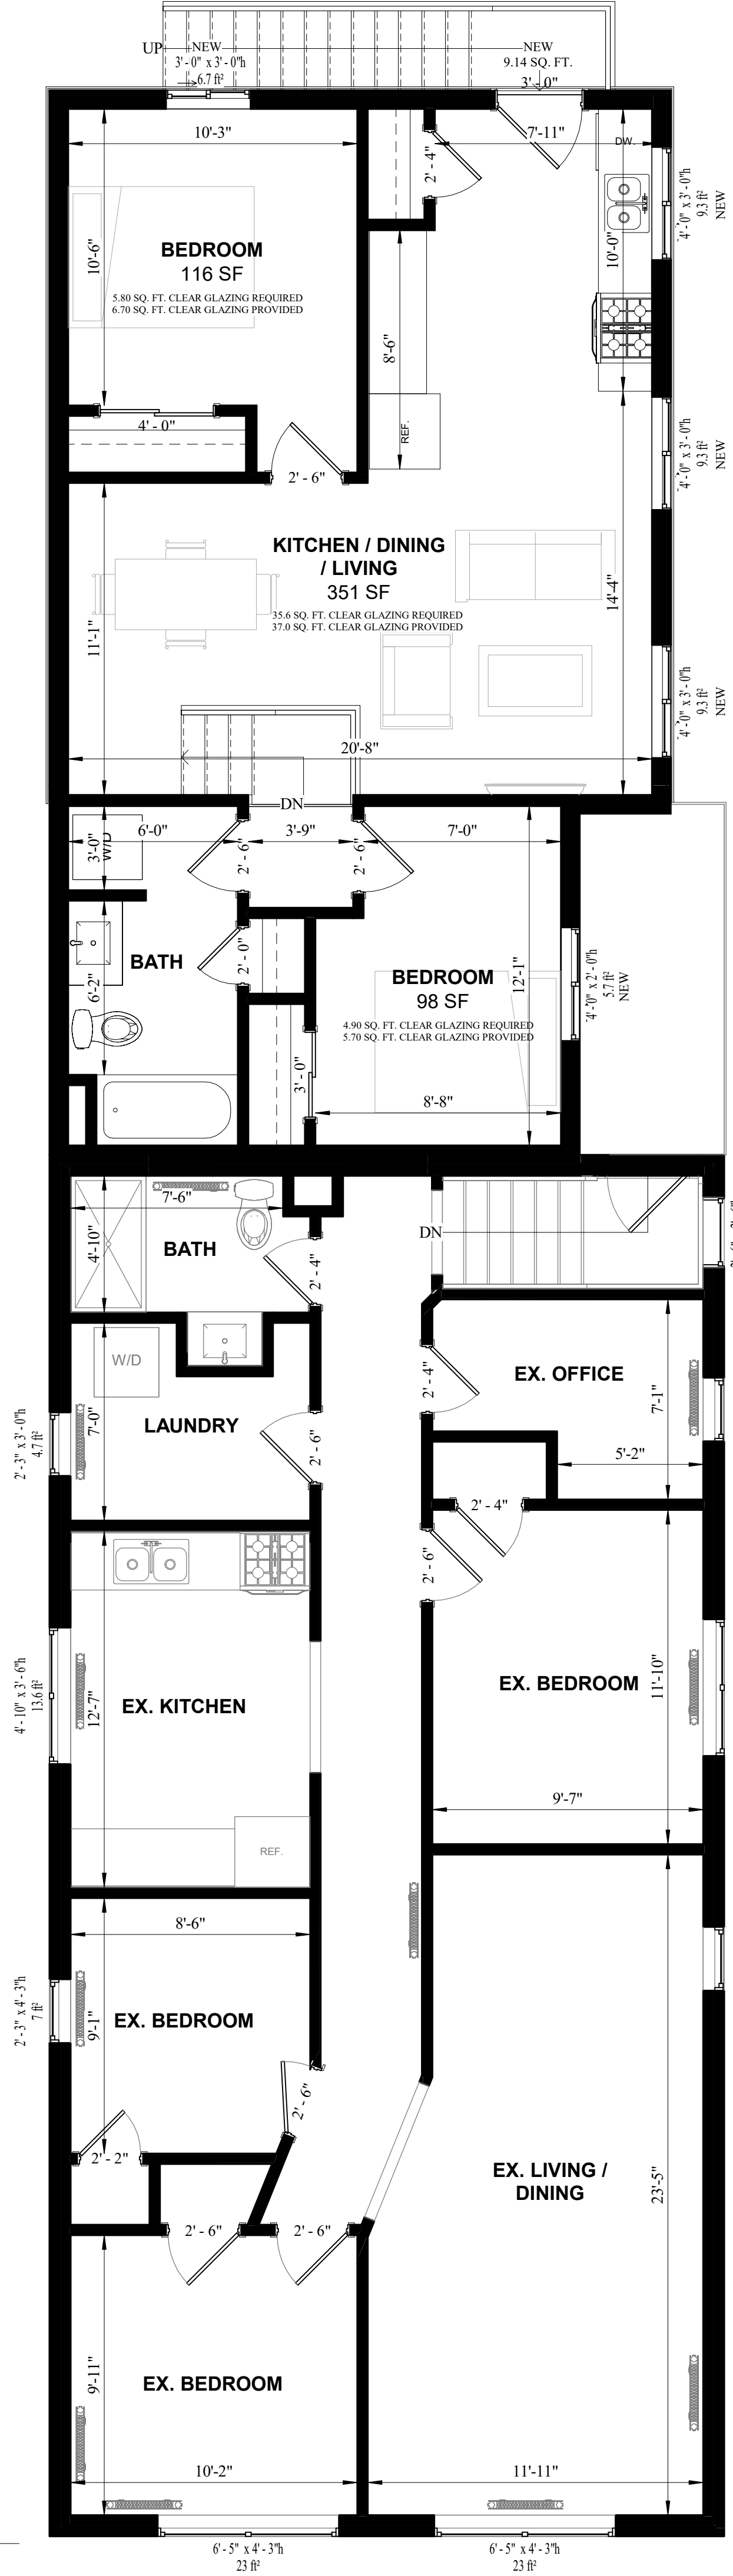 UP
NEW
3' - 0" x 3' - 0"h
6.7 ft²
NEW
9.14 SQ. FT.
3' - 0"
10'-3"
7'-11"
DW.
2' - 4"
4' - 0" x 3' - 0"h
9.3 ft²
NEW
10'-6"
BEDROOM
116 SF
5.80 SQ. FT. CLEAR GLAZING REQUIRED
6.70 SQ. FT. CLEAR GLAZING PROVIDED
10'-0"
8'-6"
4' - 0"
REF.
2' - 6"
4' - 0" x 3' - 0"h
9.3 ft²
NEW
KITCHEN / DINING
/ LIVING
351 SF
35.6 SQ. FT. CLEAR GLAZING REQUIRED
37.0 SQ. FT. CLEAR GLAZING PROVIDED
14'-4"
11'-1"
4' - 0" x 3' - 0"h
9.3 ft²
NEW
20'-8"
DN
3'-0"
W/D
6'-0"
2' - 6"
3'-9"
2' - 6"
7'-0"
BATH
2' - 0"
6'-2"
BEDROOM
98 SF
4.90 SQ. FT. CLEAR GLAZING REQUIRED
5.70 SQ. FT. CLEAR GLAZING PROVIDED
12'-1"
4' - 0" x 2' - 0"h
5.7 ft²
NEW
3' - 0"
8'-8"
7'-6"
4'-10"
BATH
2' - 4"
DN
W/D
7'-0"
LAUNDRY
2' - 6"
2' - 4"
EX. OFFICE
7'-1"
5'-2"
2' - 3" x 3' - 0"h
4.7 ft²
2' - 4"
2' - 6"
4' - 10" x 3' - 6"h
13.6 ft²
12'-7"
EX. KITCHEN
REF.
EX. BEDROOM
11'-10"
9'-7"
8'-6"
2' - 3" x 4' - 3"h
7 ft²
9'-1"
EX. BEDROOM
2' - 6"
2' - 2"
EX. LIVING /
DINING
23'-5"
2' - 6"
2' - 6"
9'-11"
EX. BEDROOM
10'-2"
11'-11"
6' - 5" x 4' - 3"h
23 ft²
6' - 5" x 4' - 3"h
23 ft²